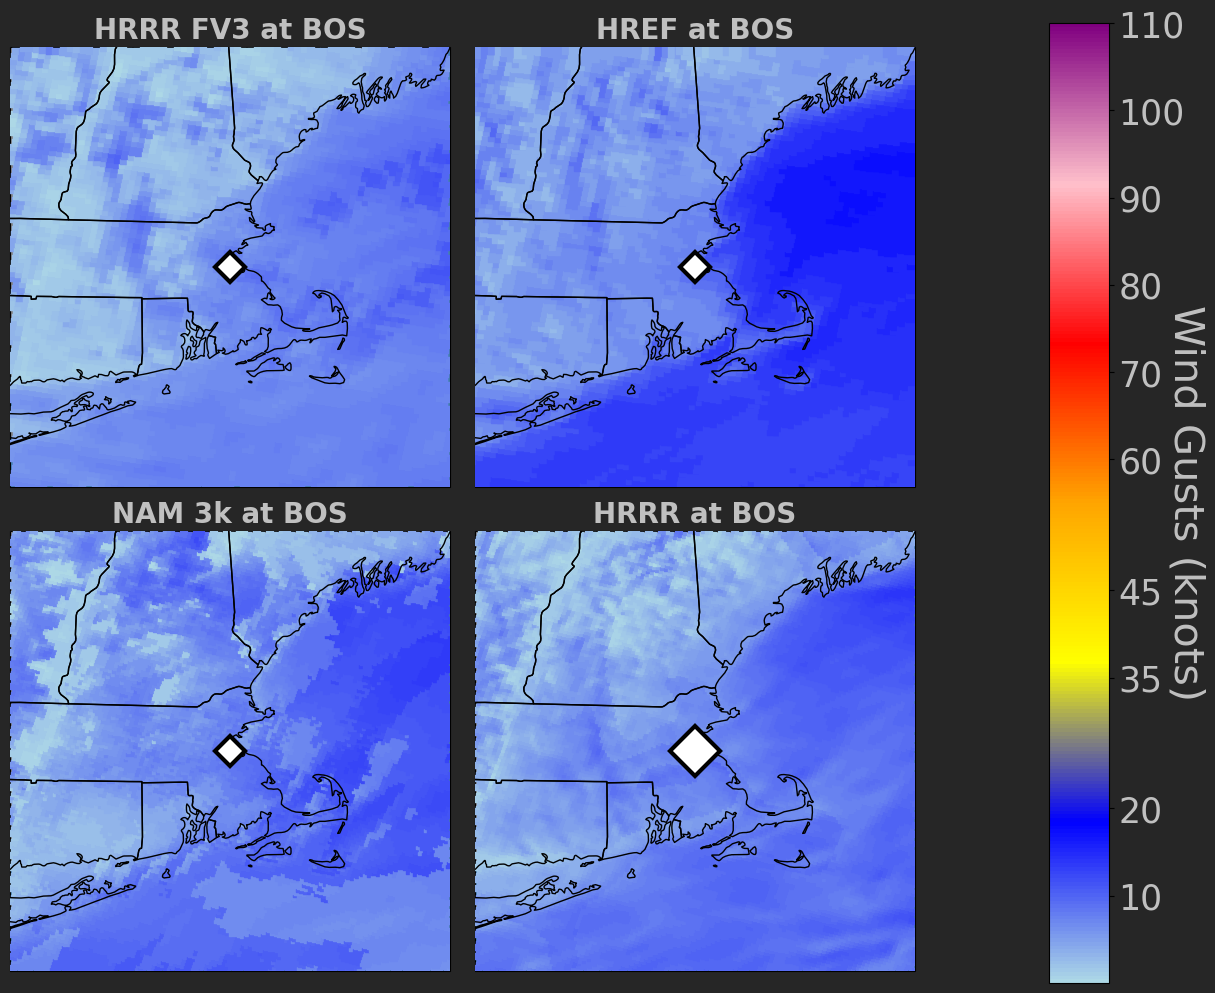 HRRR FV3 at BOS
HREF at BOS
NAM 3k at BOS
HRRR at BOS
110
100
90
80
70
60
45
35
20
10
Wind Gusts (knots)